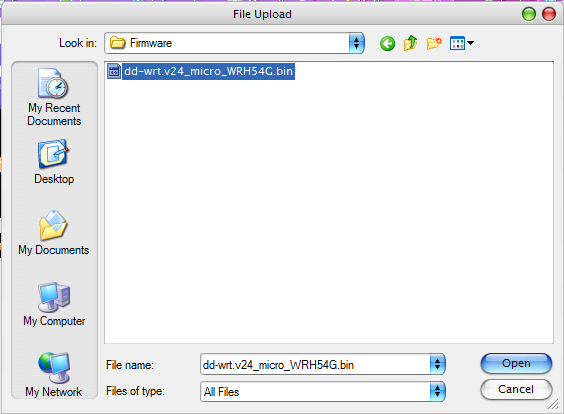 File Upload
Look in:
Firmware
dd-wrt.v24_micro_WRH54G.bin
My Recent
Documents
Desktop
My Documents
My Computer
My Network
File name:
dd-wrt.v24_micro_WRH54G.bin
Open
Files of type:
All Files
Cancel